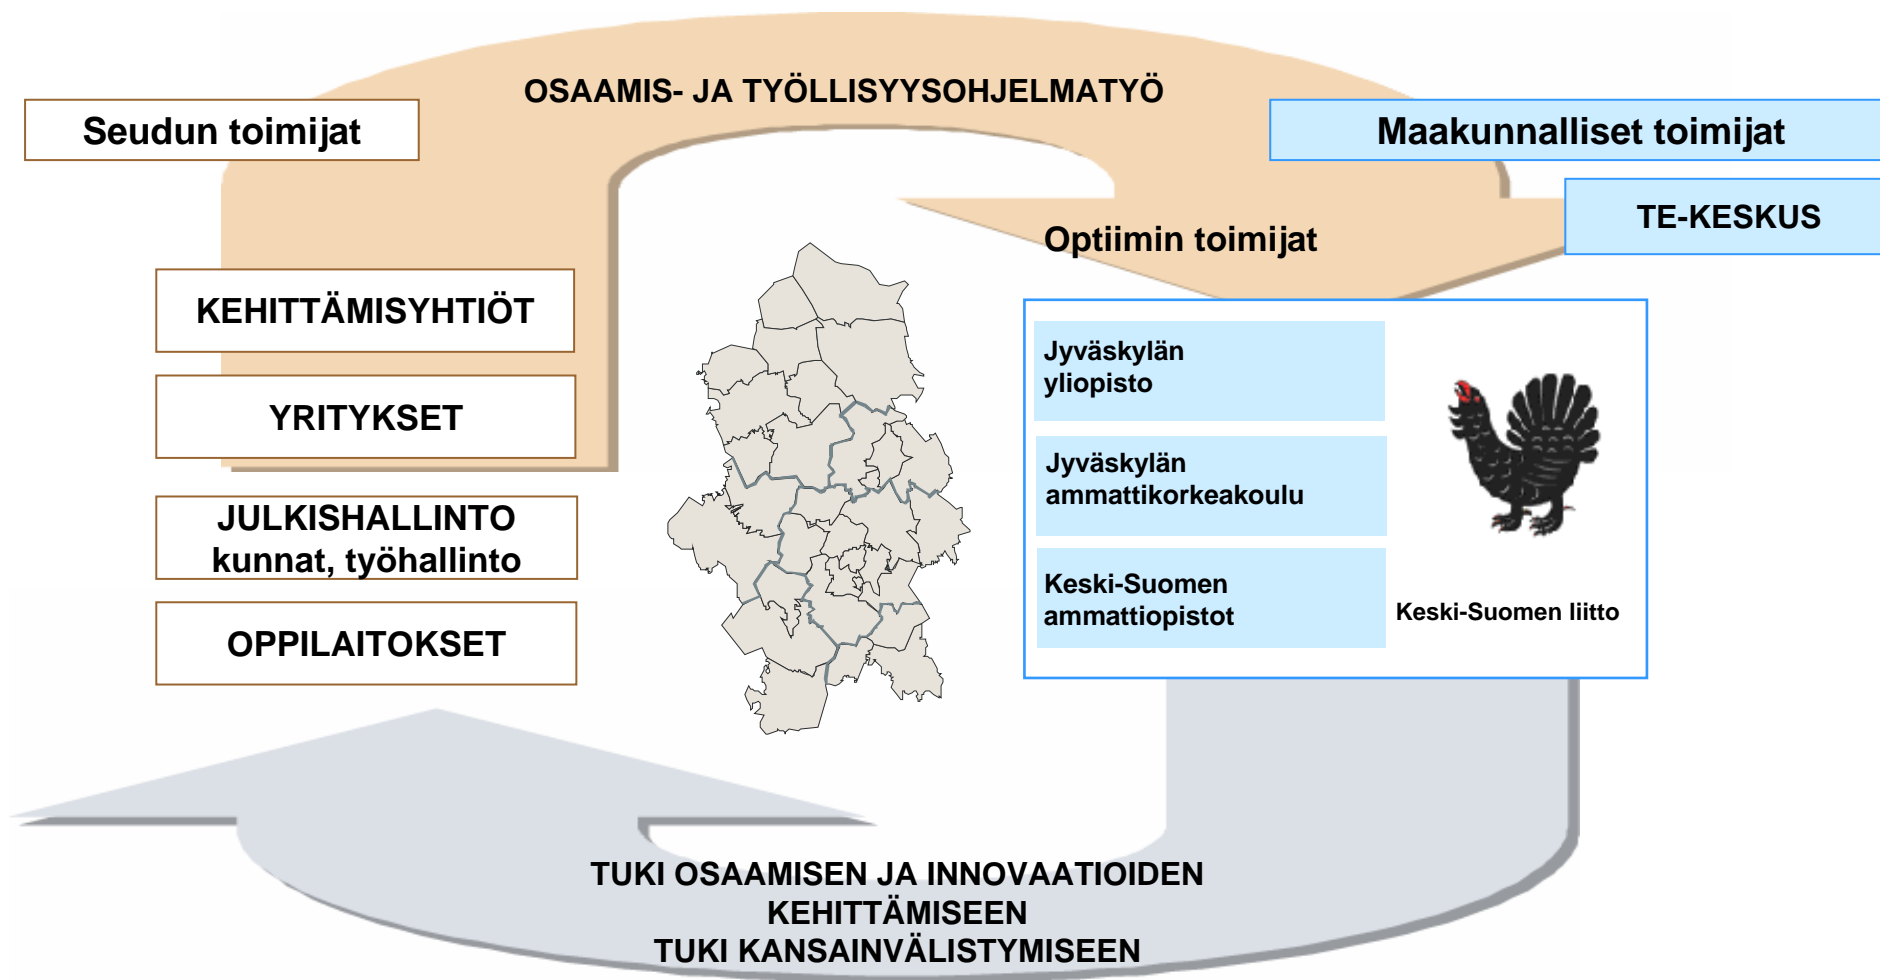 OSAAMIS- JA TYÖLLISYYSOHJELMATYÖ
Seudun toimijat
Maakunnalliset toimijat
TE-KESKUS
Optiimin toimijat
KEHITTÄMISYHTIÖT
YRITYKSET
JULKISHALLINTO
kunnat, työhallinto
OPPILAITOKSET
Jyväskylän
yliopisto
Jyväskylän
ammattikorkeakoulu
Keski-Suomen
ammattiopistot
Keski-Suomen liitto
TUKI OSAAMISEN JA INNOVAATIOIDEN
KEHITTÄMISEEN
TUKI KANSAINVÄLISTYMISEEN